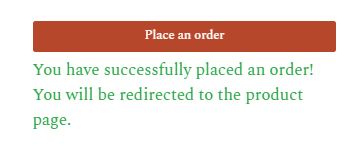 Place an order
You have successfully placed an order!
You will be redirected to the product
page.